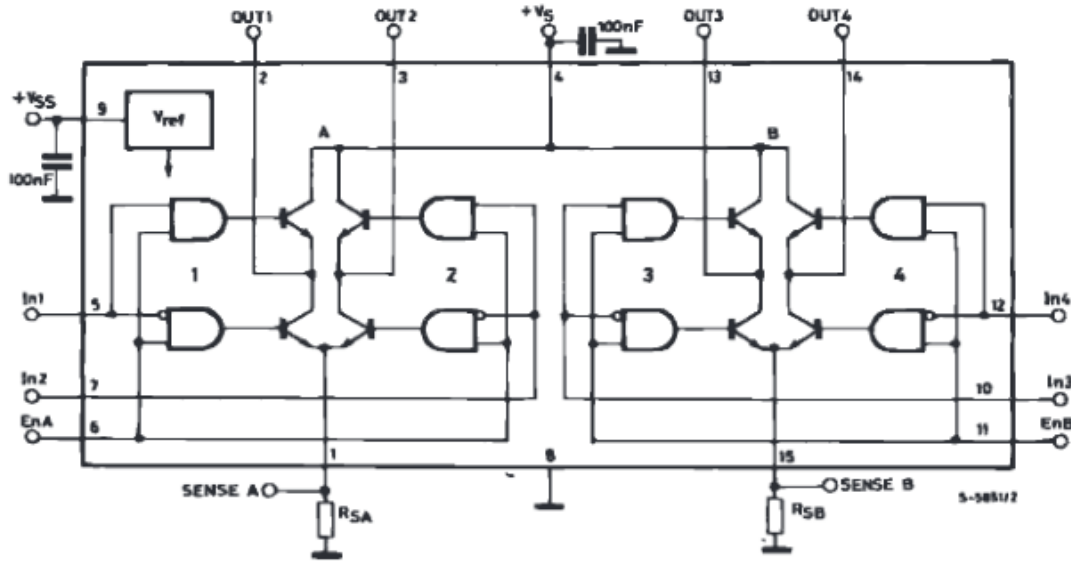 OUT1 OUT2 +VS 100nF OUT3 OUT4
2 3 4 13 14
+VSS 9 Vref A B
100nF
1 2 3 4
In1 5 12 In4
In2 7 10 In3
EnA 6 11 EnB
1 8 15
SENSE A SENSE B S-5851/2
RSA RSB